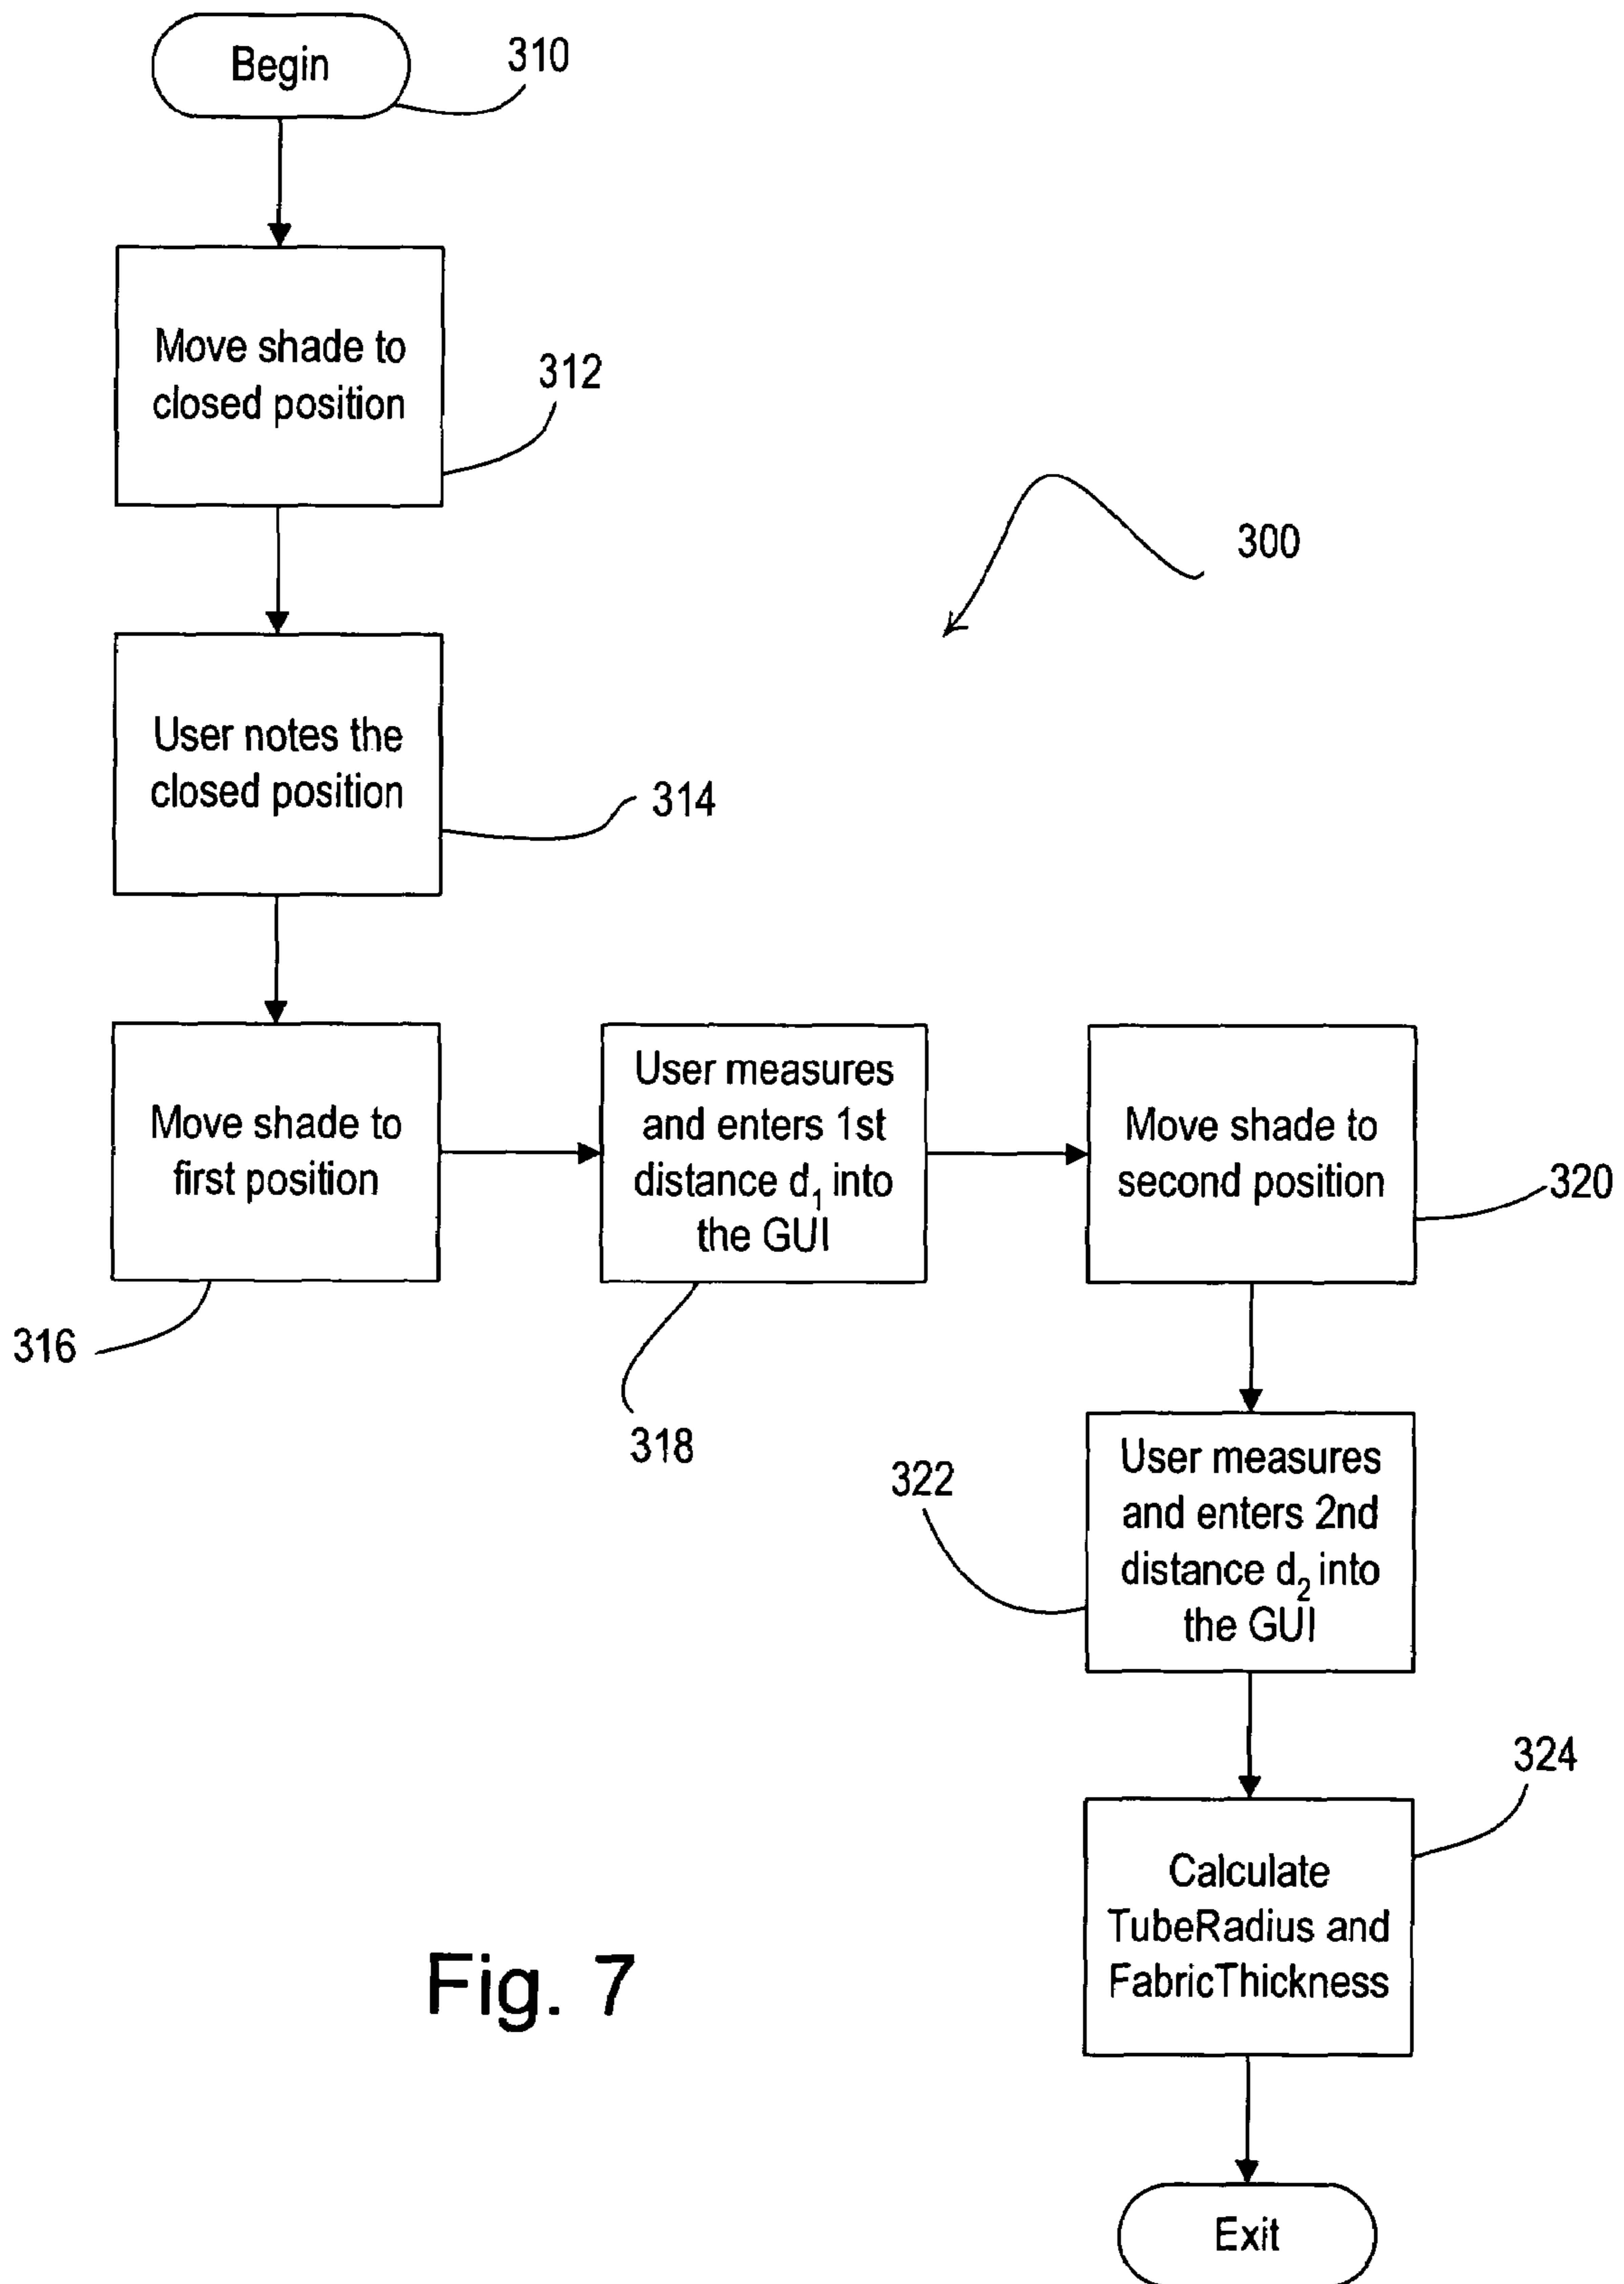 Begin
310
Move shade to
closed position
312
300
User notes the
closed position
314
Move shade to
first position
316
User measures
and enters 1st
distance d₁ into
the GUI
318
Move shade to
second position
320
User measures
and enters 2nd
distance d₂ into
the GUI
322
Calculate
TubeRadius and
FabricThickness
324
Exit
Fig. 7